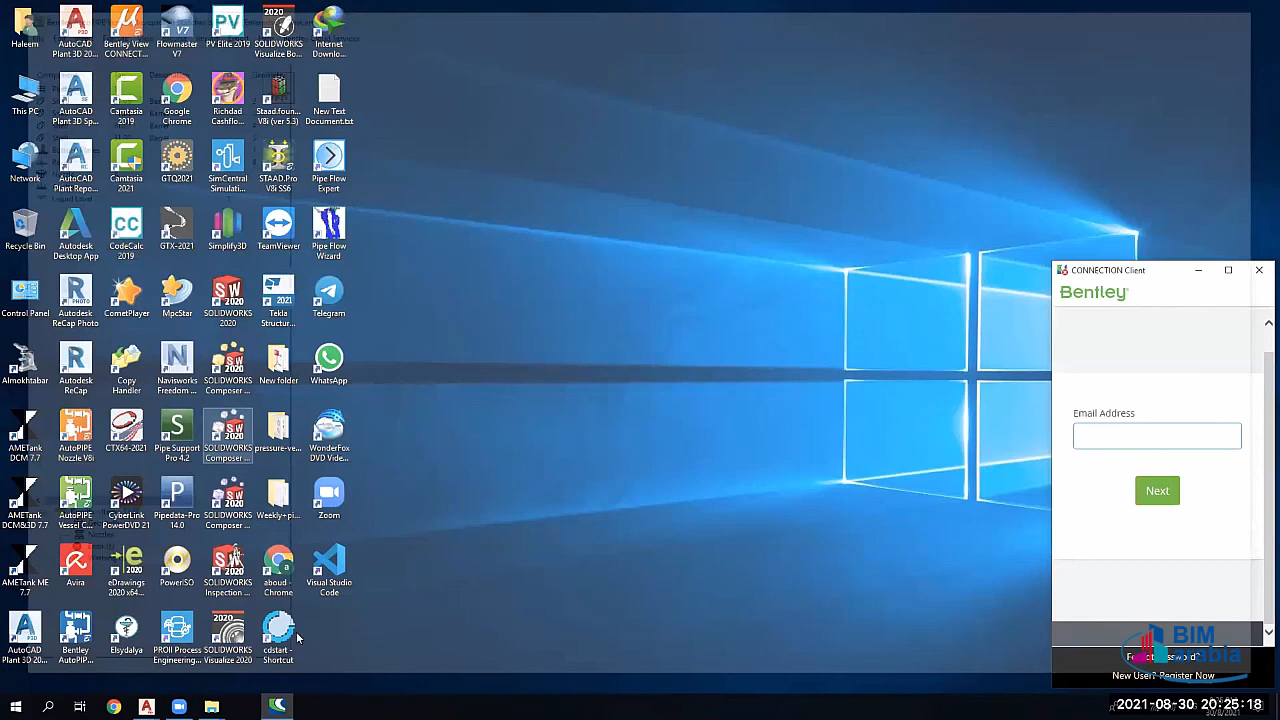 Haleem
AutoCAD
Plant 3D 20...
Bentley View
CONNECT...
Flowmaster
V7
PV Elite 2019
SOLIDWORKS
Visualize Bo...
Internet
Downlo...
This PC
AutoCAD
Plant 3D Sp...
Camtasia
2019
Google
Chrome
Richdad
Cashflo...
Staad.foun...
V8i (ver 5.3)
New Text
Document.txt
Network
AutoCAD
Plant Repo...
Camtasia
2021
GTQ2021
SimCentral
Simulati...
STAAD.Pro
V8i SS6
Pipe Flow
Expert
Recycle Bin
Autodesk
Desktop App
CodeCalc
2019
GTX-2021
Simplify3D
TeamViewer
Pipe Flow
Wizard
Control Panel
Autodesk
ReCap Photo
CometPlayer
MpcStar
SOLIDWORKS
2020
Tekla
Structur...
Telegram
Almokhtabar
Autodesk
ReCap
Copy
Handler
Navisworks
Freedom ...
SOLIDWORKS
Composer ...
New folder
WhatsApp
AMETank
DCM 7.7
AutoPIPE
Nozzle V8i
CTX64-2021
Pipe Support
Pro 4.2
SOLIDWORKS
Composer ...
pressure-ve...
WonderFox
DVD Vide...
AMETank
DCM&3D 7.7
AutoPIPE
Vessel C...
CyberLink
PowerDVD 21
Pipedata-Pro
14.0
SOLIDWORKS
Composer ...
Weekly+pi...
Zoom
AMETank ME
7.7
Avira
eDrawings
2020 x64...
PowerISO
SOLIDWORKS
Inspection ...
aboud -
Chrome
Visual Studio
Code
AutoCAD
Plant 3D 20...
Bentley
AutoPIP...
Elsydalya
PROII Process
Engineering...
SOLIDWORKS
Visualize 2020
cdstart -
Shortcut
CONNECTION Client
Bentley
Email Address
Next
BIM
arabia
New User? Register Now
2021-08-30 20:25:18